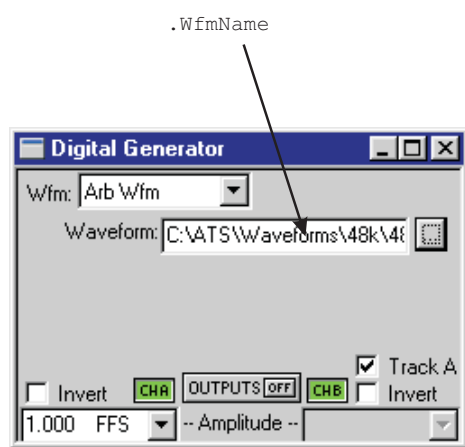 .WfmName
Digital Generator
Wfm: Arb Wfm
Waveform: C:\ATS\Waveforms\48k\48
Track A
Invert CHA OUTPUTS OFF CHB Invert
1.000 FFS -- Amplitude --